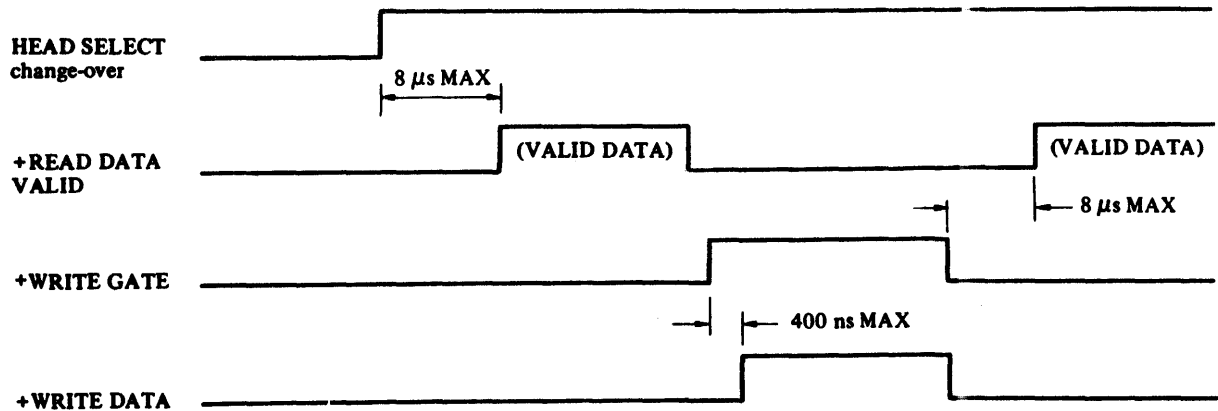 HEAD SELECT
change-over
8 μs MAX
+READ DATA
VALID
(VALID DATA)
(VALID DATA)
8 μs MAX
+WRITE GATE
400 ns MAX
+WRITE DATA